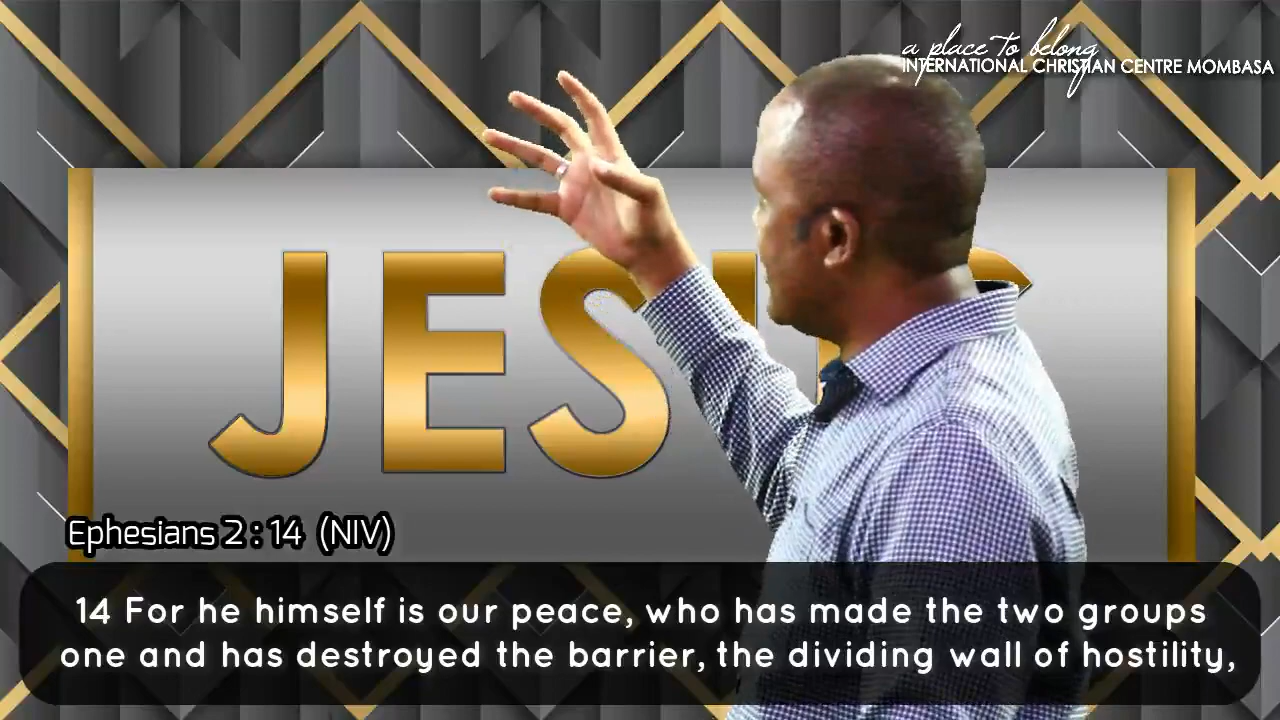 a place to belong
INTERNATIONAL CHRISTIAN CENTRE MOMBASA
JESUS
Ephesians 2 : 14 (NIV)
14 For he himself is our peace, who has made the two groups
one and has destroyed the barrier, the dividing wall of hostility,